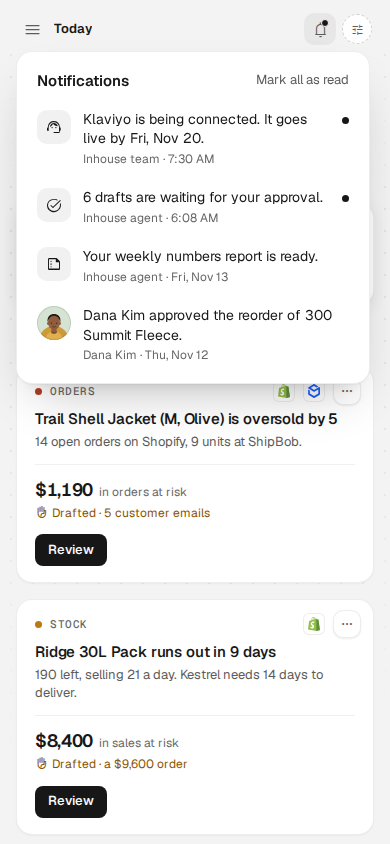 Today
Notifications
Mark all as read
Klaviyo is being connected. It goes
live by Fri, Nov 20.
Inhouse team · 7:30 AM
6 drafts are waiting for your approval.
Inhouse agent · 6:08 AM
Your weekly numbers report is ready.
Inhouse agent · Fri, Nov 13
Dana Kim approved the reorder of 300
Summit Fleece.
Dana Kim · Thu, Nov 12
ORDERS
Trail Shell Jacket (M, Olive) is oversold by 5
14 open orders on Shopify, 9 units at ShipBob.
$1,190 in orders at risk
Drafted · 5 customer emails
Review
STOCK
Ridge 30L Pack runs out in 9 days
190 left, selling 21 a day. Kestrel needs 14 days to
deliver.
$8,400 in sales at risk
Drafted · a $9,600 order
Review